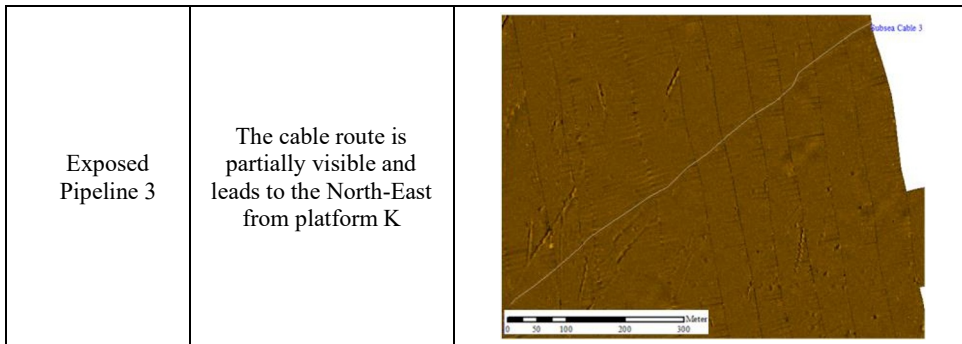 Exposed
Pipeline 3
The cable route is
partially visible and
leads to the North-East
from platform K
Subsea Cable 3
Meter
0 50 100 200 300